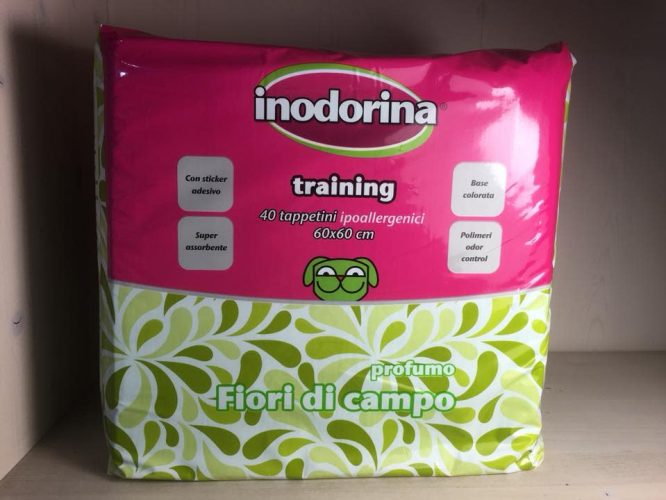 inodorina®
training
40 tappetini ipoallergenici
60x60 cm
Con sticker
adesivo
Super
assorbente
Base
colorata
Polimeri
odor
control
profumo
Fiori di campo